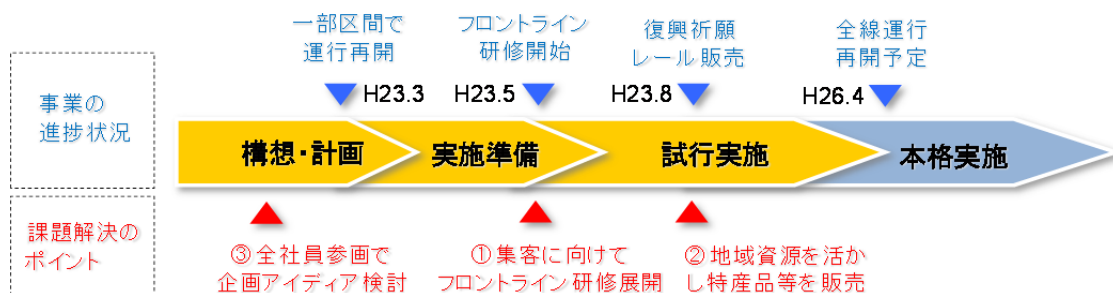 一部区間で
運行再開
フロントライン
研修開始
復興祈願
レール販売
全線運行
再開予定
事業の
進捗状況
H23.3
H23.5
H23.8
H26.4
構想・計画
実施準備
試行実施
本格実施
課題解決の
ポイント
③全社員参画で
企画アイディア検討
①集客に向けて
フロントライン研修展開
②地域資源を活か
し特産品等を販売